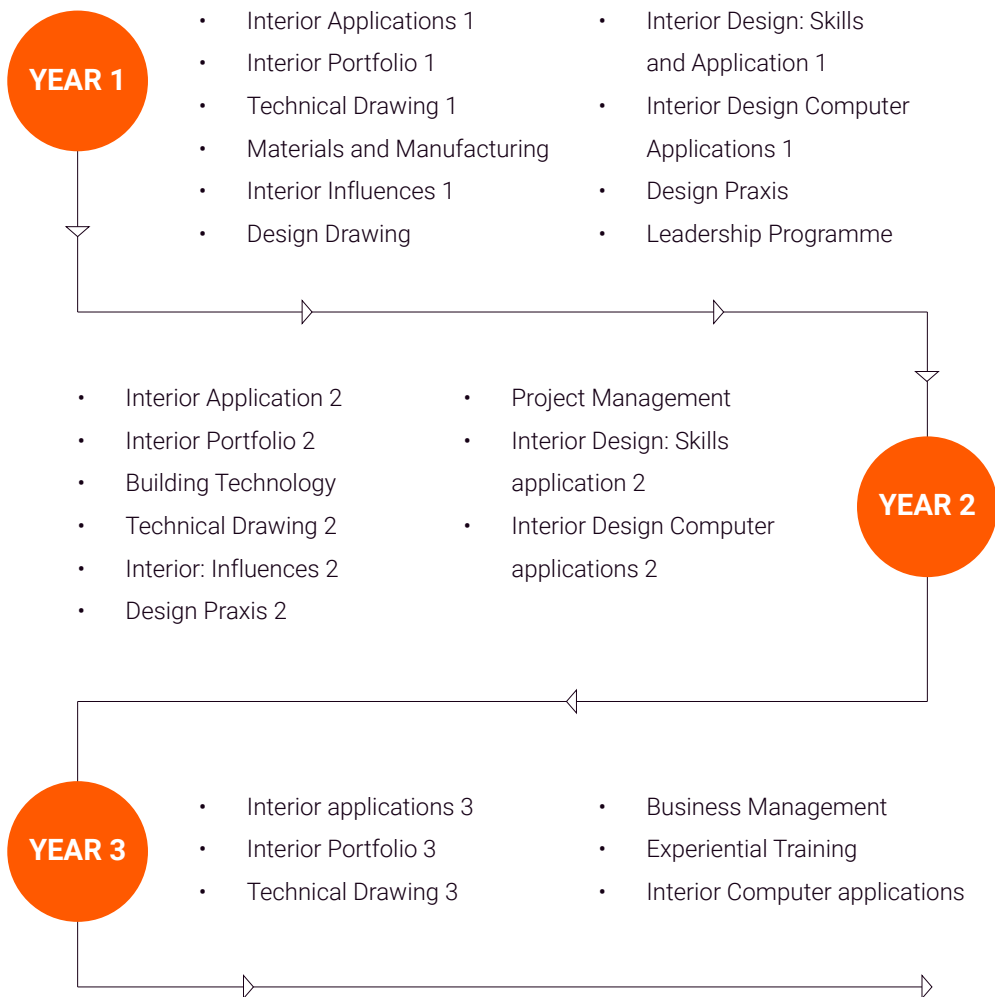 YEAR 1
• Interior Applications 1
• Interior Portfolio 1
• Technical Drawing 1
• Materials and Manufacturing
• Interior Influences 1
• Design Drawing
• Interior Design: Skills
and Application 1
• Interior Design Computer
Applications 1
• Design Praxis
• Leadership Programme
• Interior Application 2
• Interior Portfolio 2
• Building Technology
• Technical Drawing 2
• Interior: Influences 2
• Design Praxis 2
• Project Management
• Interior Design: Skills
application 2
• Interior Design Computer
applications 2
YEAR 2
YEAR 3
• Interior applications 3
• Interior Portfolio 3
• Technical Drawing 3
• Business Management
• Experiential Training
• Interior Computer applications